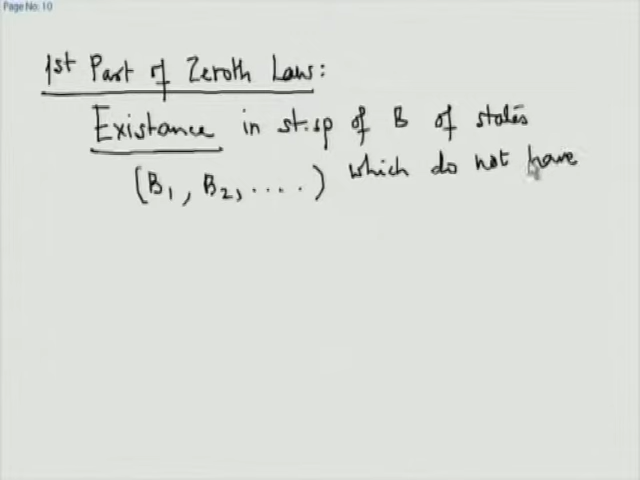 Page No: 10
1st Part of Zeroth Law:
Existance in st.sp of B of states
(B1, B2, ....) which do not have